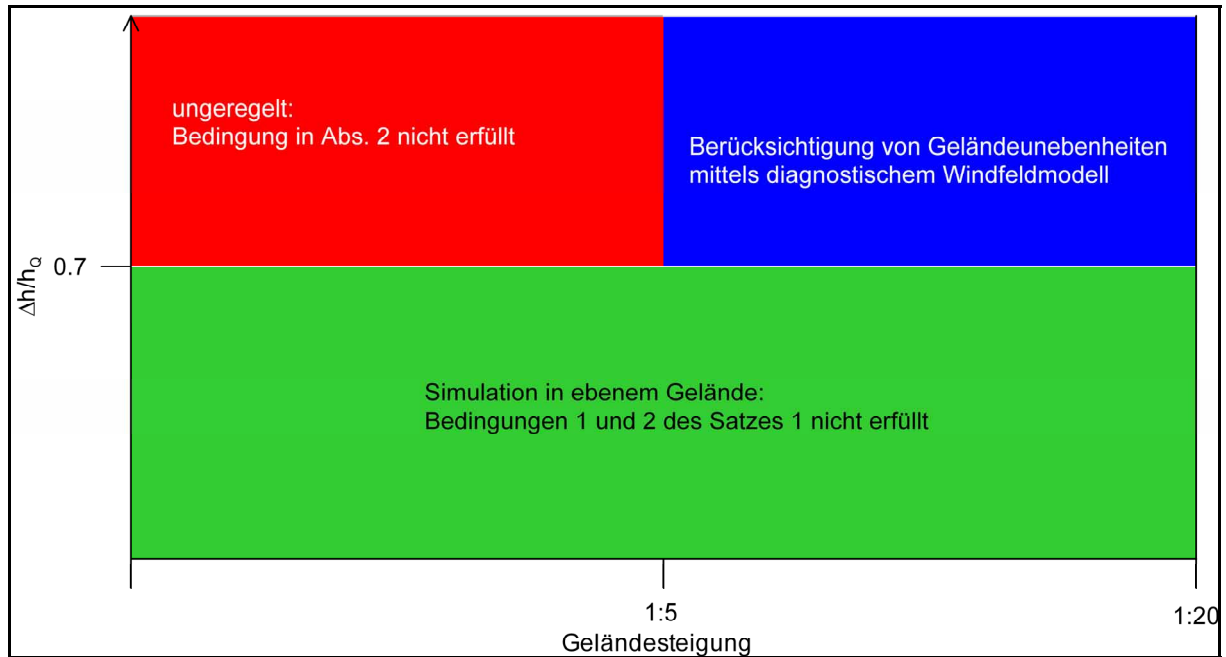 ungeregelt:
Bedingung in Abs. 2 nicht erfüllt
Berücksichtigung von Geländeunebenheiten
mittels diagnostischem Windfeldmodell
Δh/hQ
0.7
Simulation in ebenem Gelände:
Bedingungen 1 und 2 des Satzes 1 nicht erfüllt
1:5
1:20
Geländesteigung